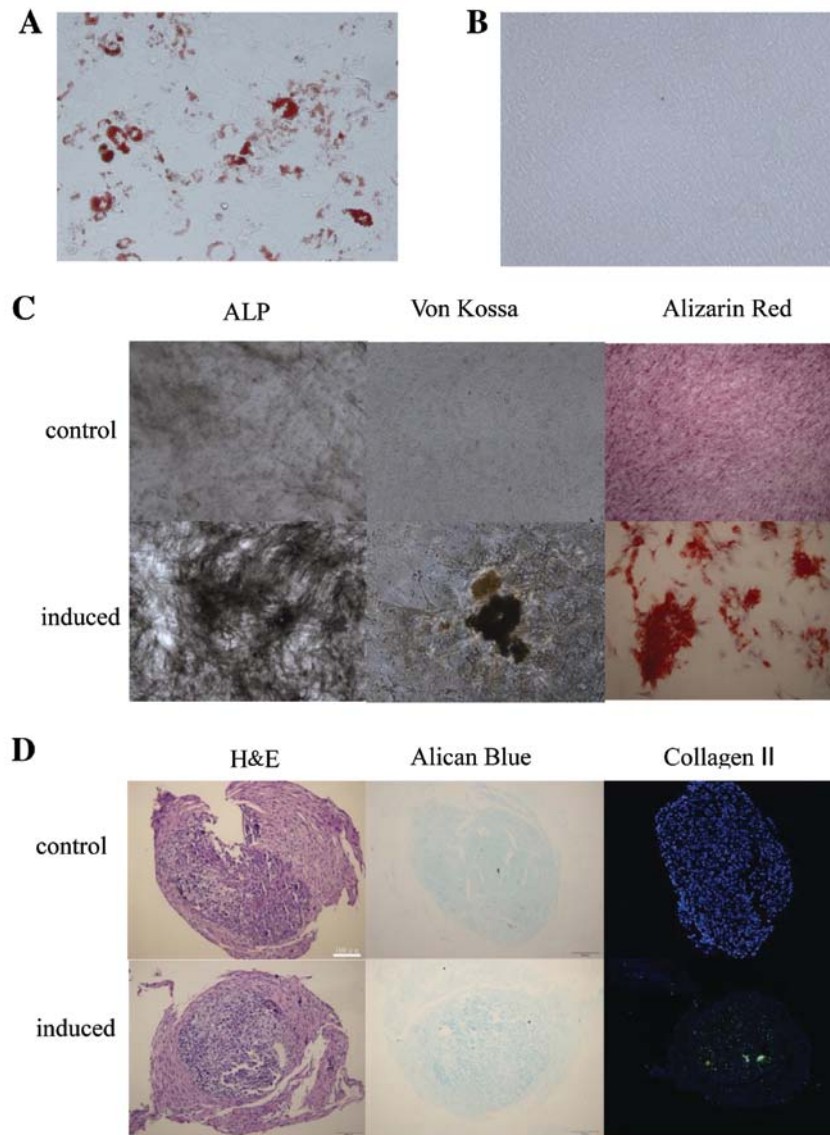 A
B
C
ALP Von Kossa Alizarin Red
control
induced
D
H&E Alican Blue Collagen II
control
induced